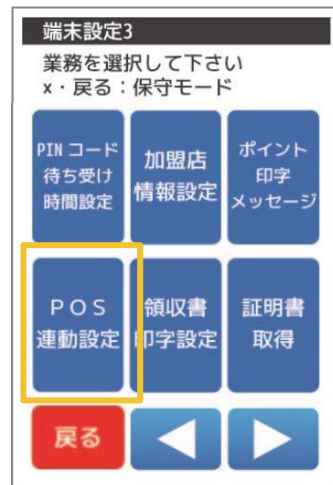 端末設定3
業務を選択して下さい
×・戻る：保守モード
PINコード
待ち受け
時間設定
加盟店
情報設定
ポイント
印字
メッセージ
POS
連動設定
領収書
印字設定
証明書
取得
戻る